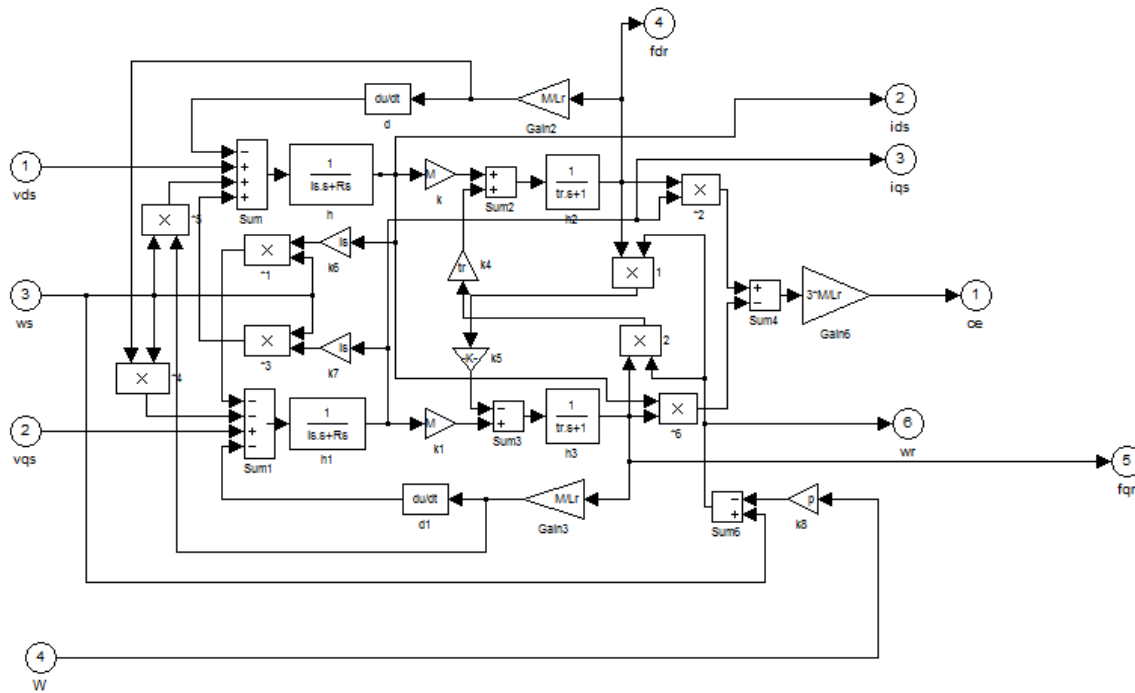 4
fdr
du/dt
d
M/Lr
Gain2
2
ids
3
iqs
1
vds
−
+
+
+
Sum
1
ls.s+Rs
h
M
k
+
+
Sum2
1
tr.s+1
h2
×
^2
×
^5
×
^1
ls
k6
tr
k4
×
1
3
ws
+
−
Sum4
3*M/Lr
Gain6
1
ce
×
^3
ls
k7
-K-
k5
×
2
×
^4
2
vqs
−
−
+
−
Sum1
1
ls.s+Rs
h1
M
k1
−
+
Sum3
1
tr.s+1
h3
×
^6
6
wr
5
fqr
du/dt
d1
M/Lr
Gain3
−
+
Sum6
p
k8
4
W